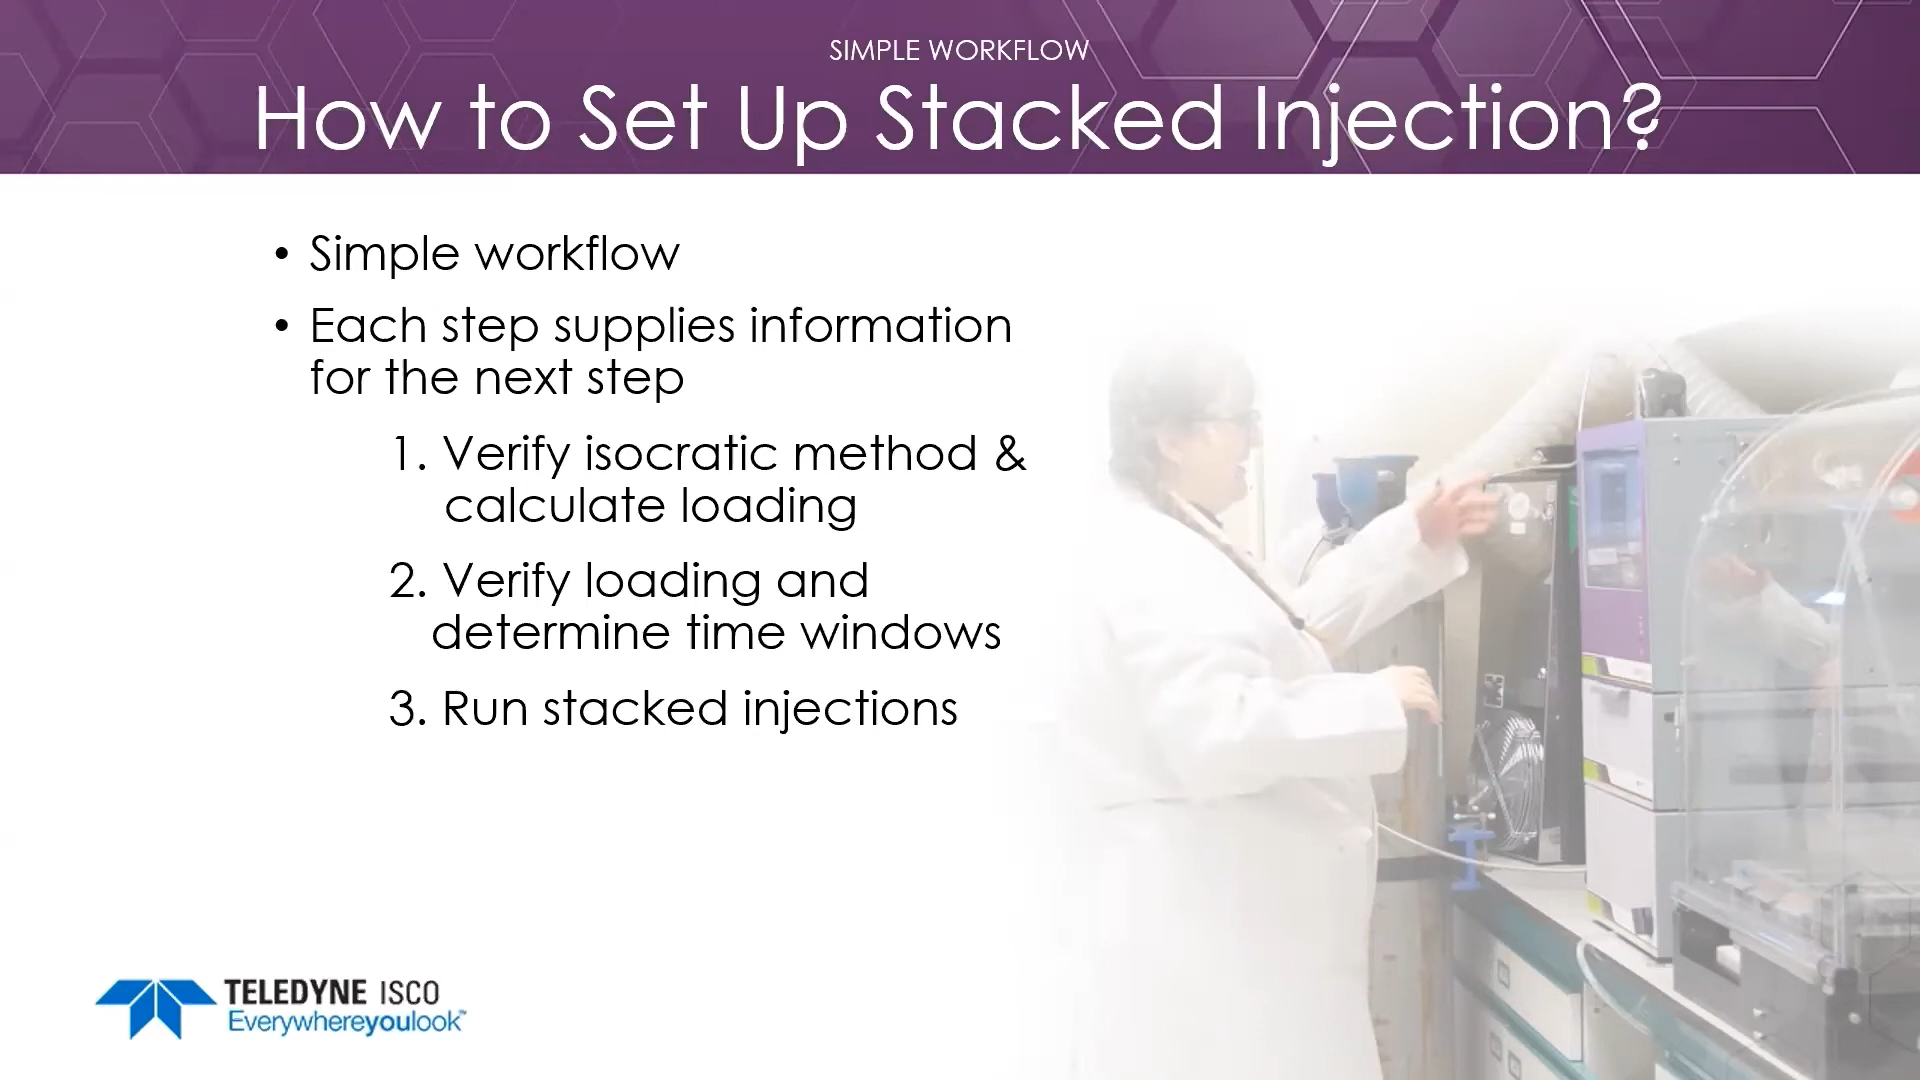 SIMPLE WORKFLOW
How to Set Up Stacked Injection?
• Simple workflow
• Each step supplies information
for the next step
1. Verify isocratic method &
calculate loading
2. Verify loading and
determine time windows
3. Run stacked injections
TELEDYNE ISCO
Everywhereyoulook™